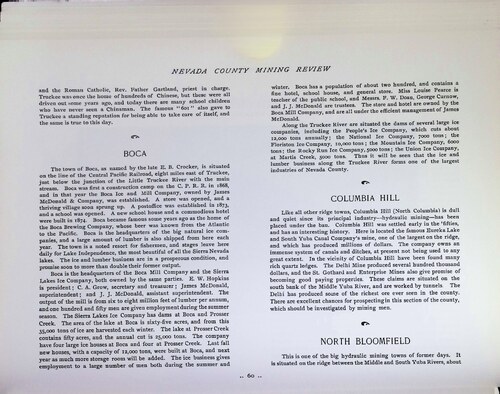 NEVADA COUNTY MINING REVIEW
and the Roman Catholic, Rev. Father Gartland, priest in charge.
Truckee was once the house of hundreds of Chinese, but these were all
driven out some years ago, and today there are many school children
who have never seen a Chinaman. The famous "601" also gave to
Truckee a standing reputation for being able to take care of itself, and
the same is true to this day.
BOCA
The town of Boca, as named by the late E. B. Crocker, is situated
on the line of the Central Pacific Railroad, eight miles east of Truckee,
just below the junction of the Little Truckee River with the main
stream. Boca was first a construction camp on the C. P. R. R. in 1868,
and in that year the Boca Ice and Mill Company, owned by James
McDonald & Company, was established. A store was opened, and a
thriving village soon sprang up. A postoffice was established in 1873,
and a school was opened. A new school house and a commodious hotel
were built in 1874. Boca became famous some years ago as the home of
the Boca Brewing Company, whose beer was known from the Atlantic
to the Pacific. Boca is the headquarters of the big natural ice com-
panies, and a large amount of lumber is also shipped from here each
year. The town is a noted resort for fishermen, and stages leave here
daily for Lake Independence, the most beautiful of all the Sierra Nevada
lakes. The ice and lumber business are in a prosperous condition, and
promise soon to more than double their former output.
Boca is the headquarters of the Boca Mill Company and the Sierra
Lakes Ice Company, both owned by the same parties. E. W. Hopkins
is president; C. A. Grow, secretary and treasurer; James McDonald,
superintendent; and J. J. McDonald, assistant superintendent. The
output of the mill is from six to eight million feet of lumber per annum,
and one hundred and fifty men are given employment during the summer
season. The Sierra Lakes Ice Company has dams at Boca and Prosser
Creek. The area of the lake at Boca is sixty-five acres, and from this
35,000 tons of ice are harvested each winter. The lake at Prosser Creek
contains fifty acres, and the annual cut is 25,000 tons. The company
have four large ice houses at Boca and four at Prosser Creek. Last fall
new houses, with a capacity of 12,000 tons, were built at Boca, and next
year as much more storage room will be added. The ice business gives
employment to a large number of men both during the summer and
winter. Boca has a population of about two hundred, and contains a
fine hotel, school house, and general store. Miss Louise Pearce is
teacher of the public school, and Messrs. F. W. Doan, George Curnow,
and J. J. McDonald are trustees. The store and hotel are owned by the
Boca Mill Company, and are all under the efficient management of James
McDonald.
Along the Truckee River are situated the dams of several large ice
companies, including the People's Ice Company, which cuts about
12,000 tons annually; the National Ice Company, 7000 tons; the
Floriston Ice Company, 12,000 tons; the Mountain Ice Company, 6000
tons; the Rocky Run Ice Company, 5000 tons; the Union Ice Company,
at Martis Creek, 3000 tons. Thus it will be seen that the ice and
lumber business along the Truckee River form one of the largest
industries of Nevada County.
COLUMBIA HILL
Like all other ridge towns, Columbia Hill (North Columbia) is dull
and quiet since its principal industry—hydraulic mining—has been
placed under the ban. Columbia Hill was settled early in the 'fifties,
and has an interesting history. Here is located the famous Eureka Lake
and South Yuba Canal Company's mine, one of the largest on the ridge,
and which has produced millions of dollars. The company owns an
immense system of canals and ditches, at present not being used to any
great extent. In the vicinity of Columbia Hill have been found many
rich quartz ledges. The Delhi Mine produced several hundred thousand
dollars, and the St. Gothard and Enterprise Mines also give promise of
becoming good paying properties. These claims are situated on the
south bank of the Middle Yuba River, and are worked by tunnels. The
Delhi has produced some of the richest ore ever seen in the county.
There are excellent chances for prospecting in this section of the county,
which should be investigated by mining men.
NORTH BLOOMFIELD
This is one of the big hydraulic mining towns of former days. It
is situated on the ridge between the Middle and South Yuba Rivers, about
.. 60 ..